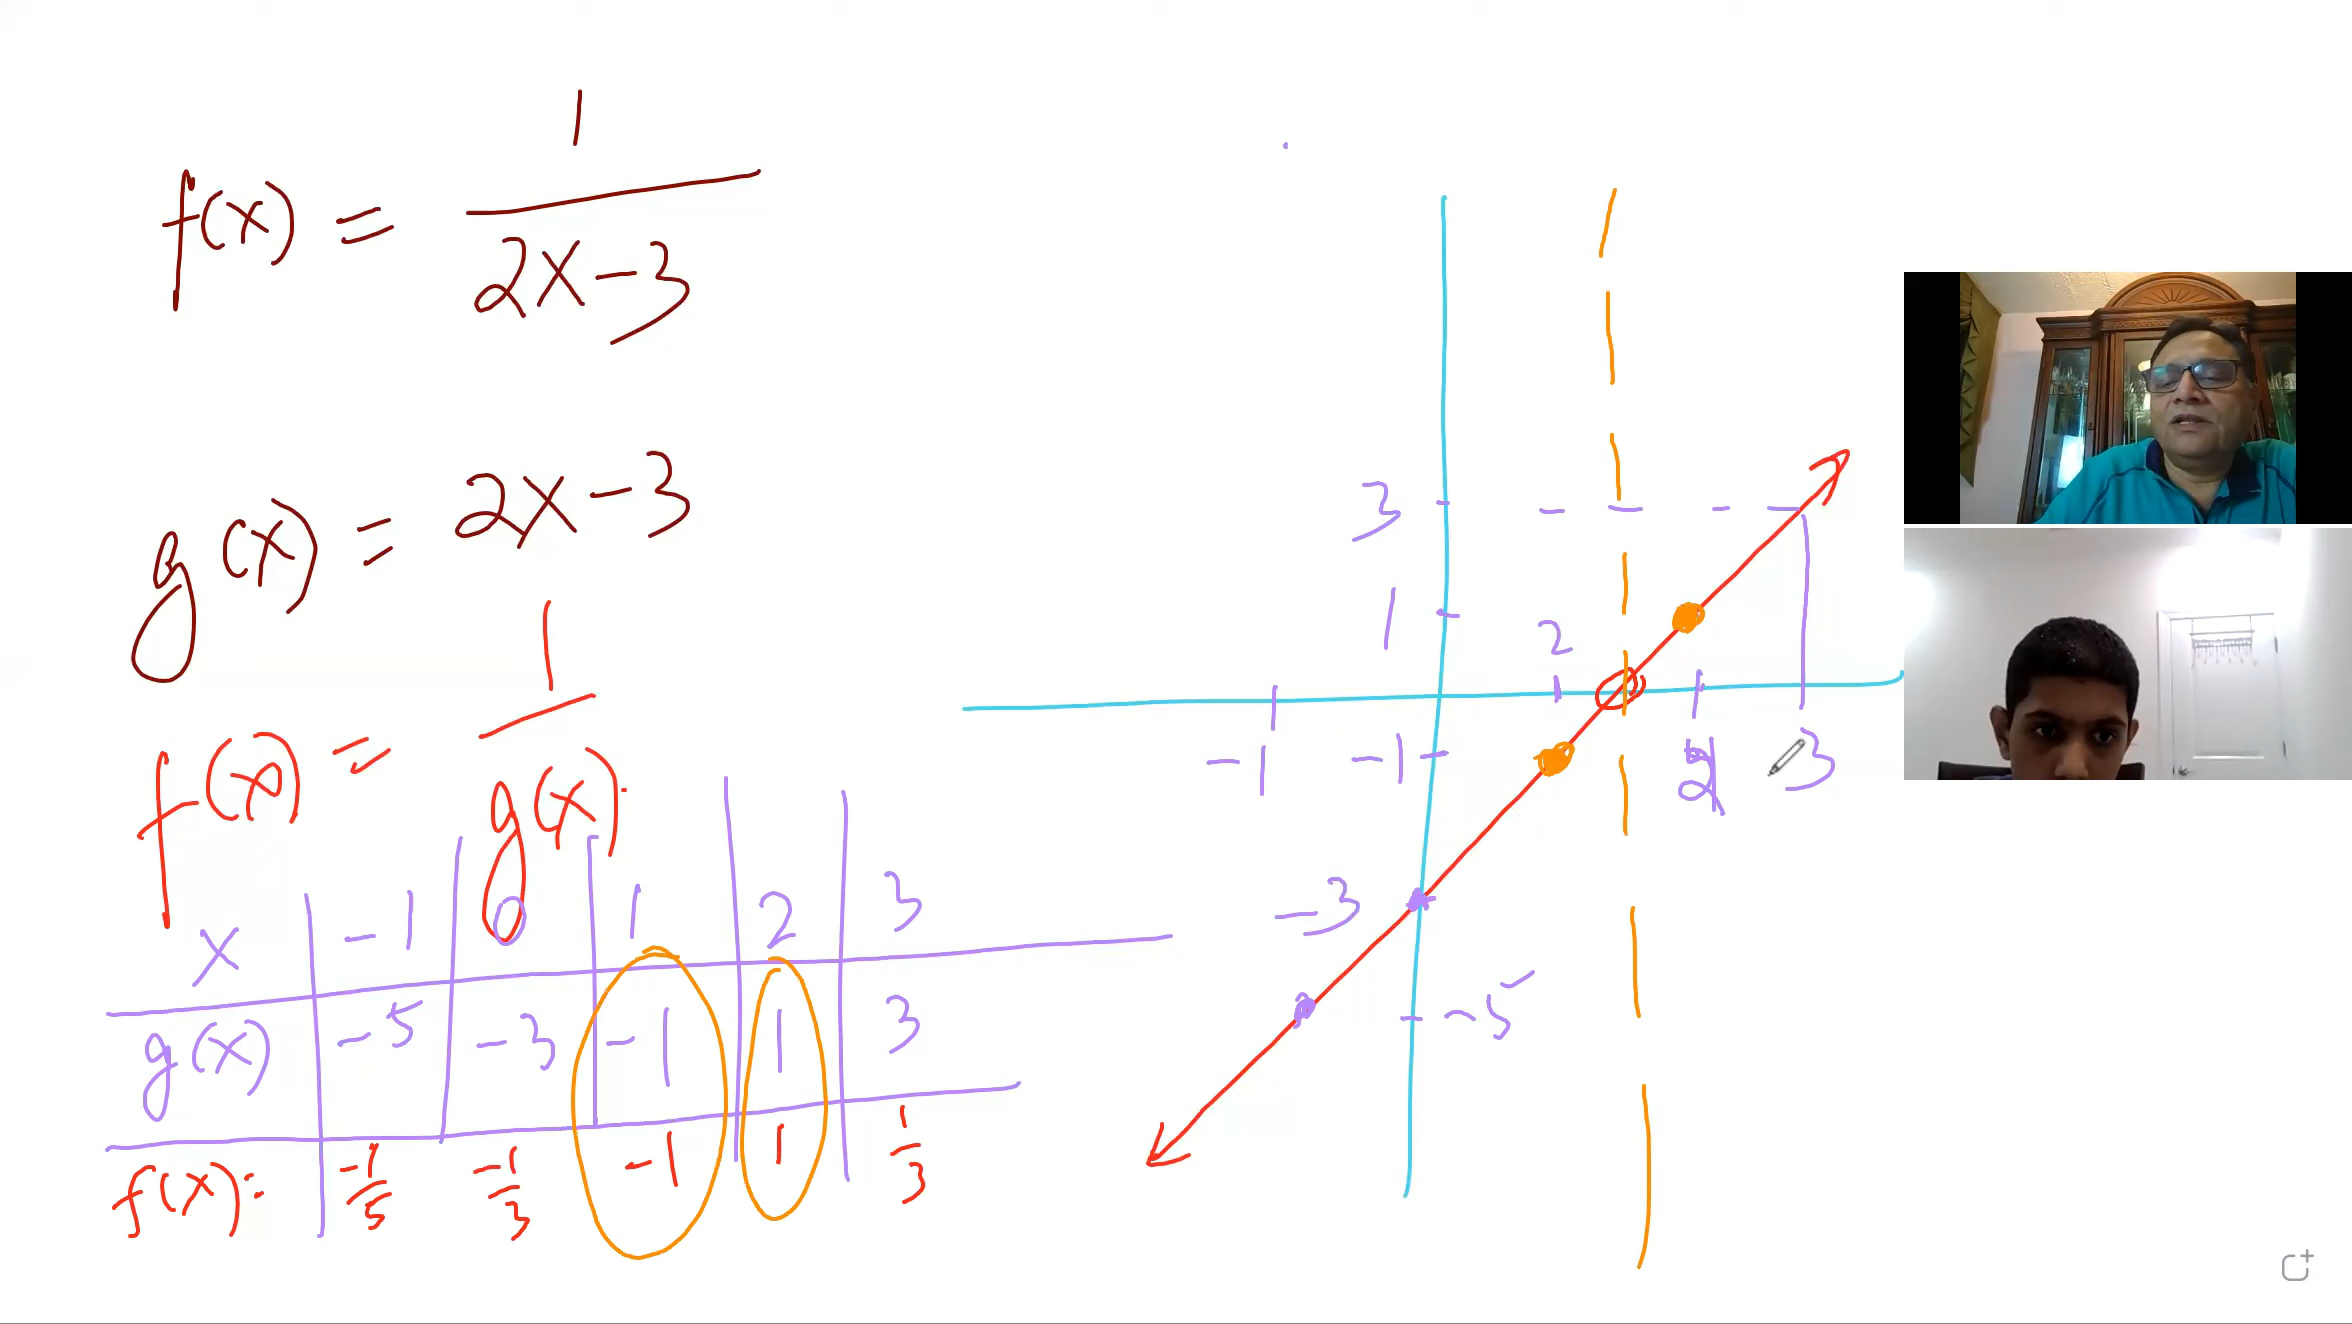 f(x) = 1/(2x-3)
g(x) = 2x-3
f(x) = 1/g(x)
x -1 0 1 2 3
g(x) -5 -3 -1 1 3
f(x): -1/5 -1/3 -1 1 1/3
3
1
2
-1 -1 2 3
-3
-5